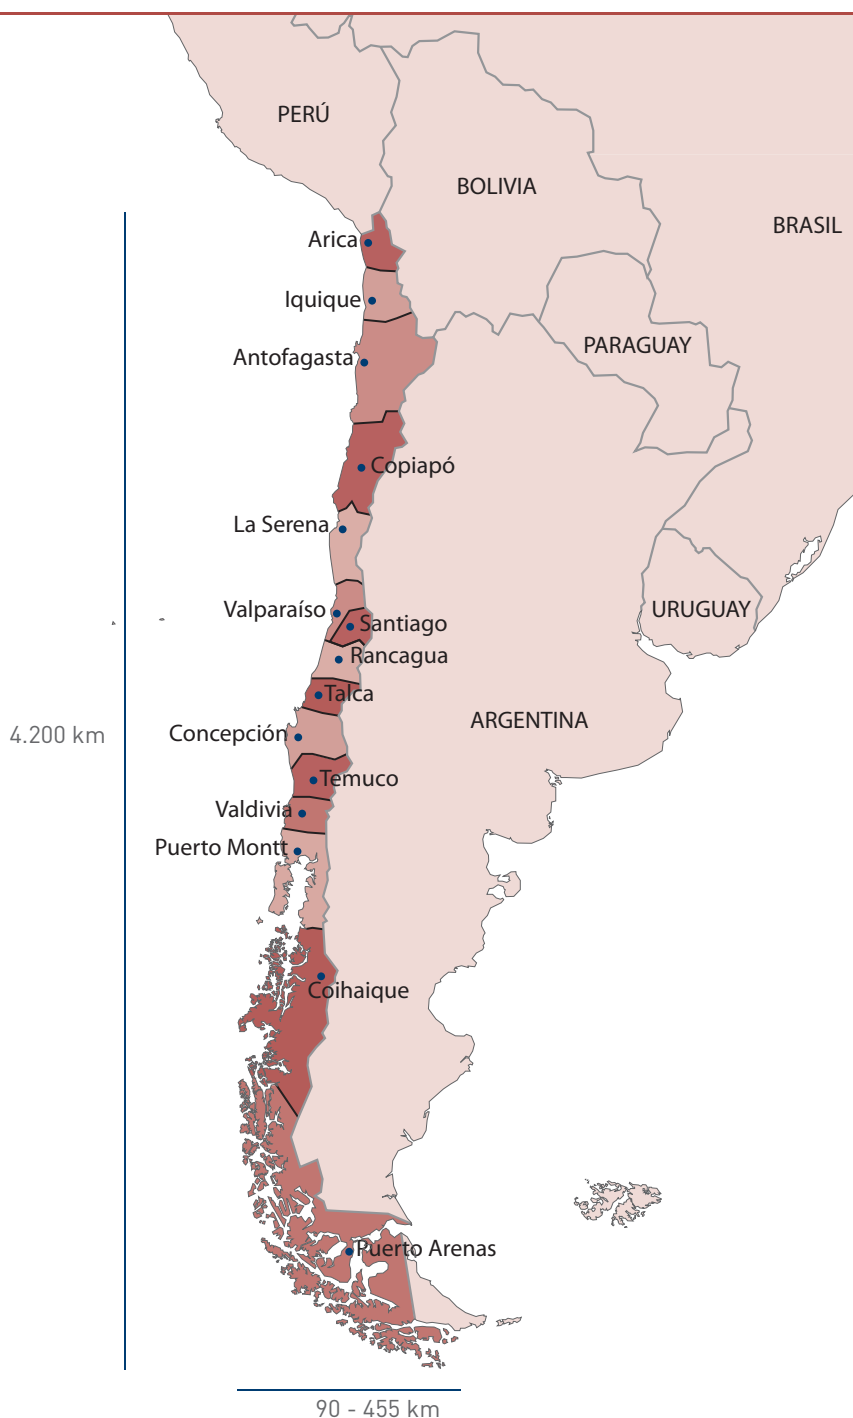 PERÚ
BOLIVIA
BRASIL
Arica
Iquique
PARAGUAY
Antofagasta
Copiapó
La Serena
Valparaíso
URUGUAY
Santiago
Rancagua
Talca
ARGENTINA
Concepción
4.200 km
Temuco
Valdivia
Puerto Montt
Coihaique
Puerto Arenas
90 - 455 km